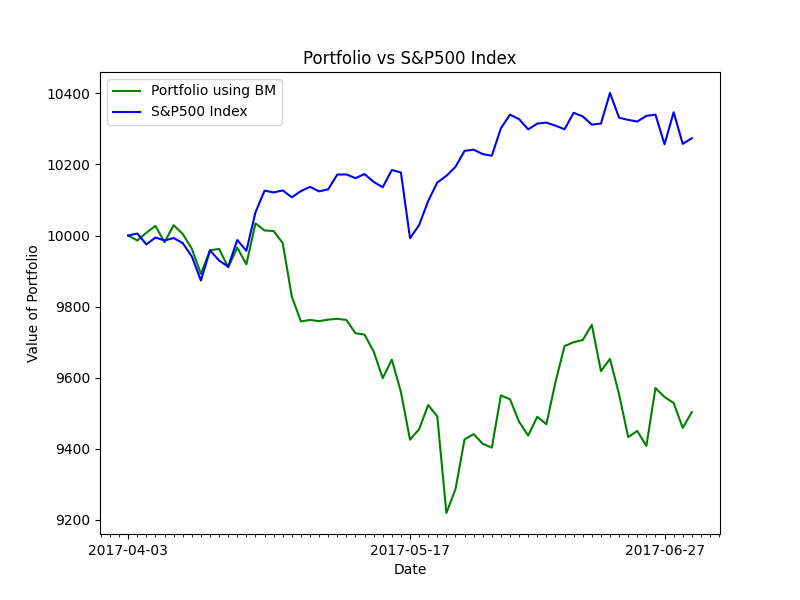 Portfolio vs S&P500 Index
Portfolio using BM
S&P500 Index
10400
10200
10000
9800
9600
9400
9200
Value of Portfolio
2017-04-03
2017-05-17
2017-06-27
Date